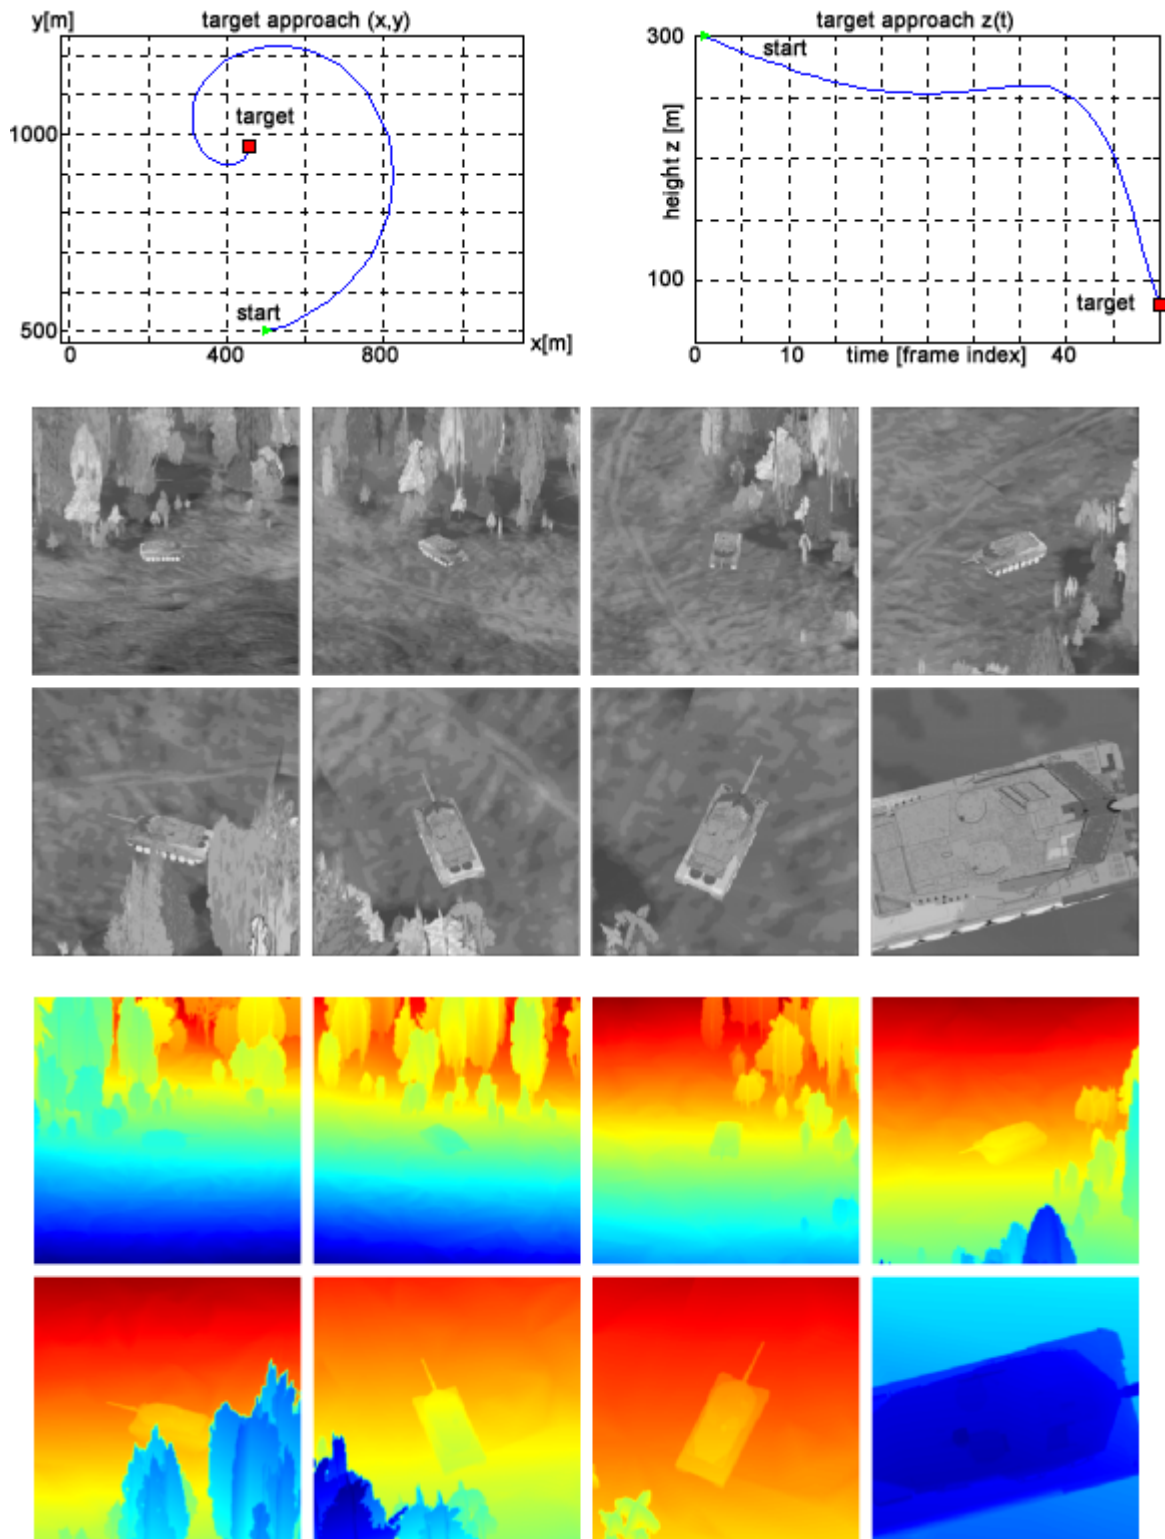 y[m] target approach (x,y)
1000
target
start
500
0 400 800 x[m]
target approach z(t)
300
start
height z [m]
100
target
0 10 time [frame index] 40